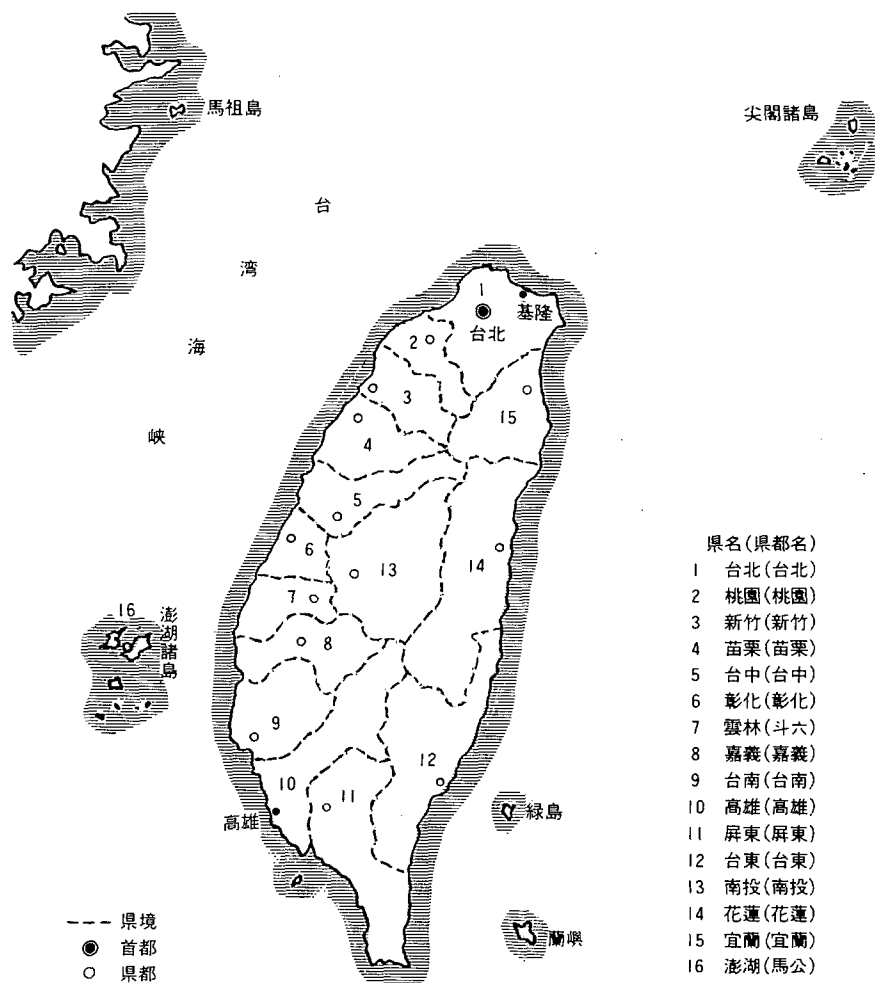 馬祖島
尖閣諸島
台
湾
海
峡
1
基隆
台北
2
3
15
4
5
6
13
14
7
16
澎湖諸島
8
9
12
10
11
高雄
緑島
蘭嶼
県名(県都名)
1 台北(台北)
2 桃園(桃園)
3 新竹(新竹)
4 苗栗(苗栗)
5 台中(台中)
6 彰化(彰化)
7 雲林(斗六)
8 嘉義(嘉義)
9 台南(台南)
10 高雄(高雄)
11 屏東(屏東)
12 台東(台東)
13 南投(南投)
14 花蓮(花蓮)
15 宜蘭(宜蘭)
16 澎湖(馬公)
県境
首都
県都